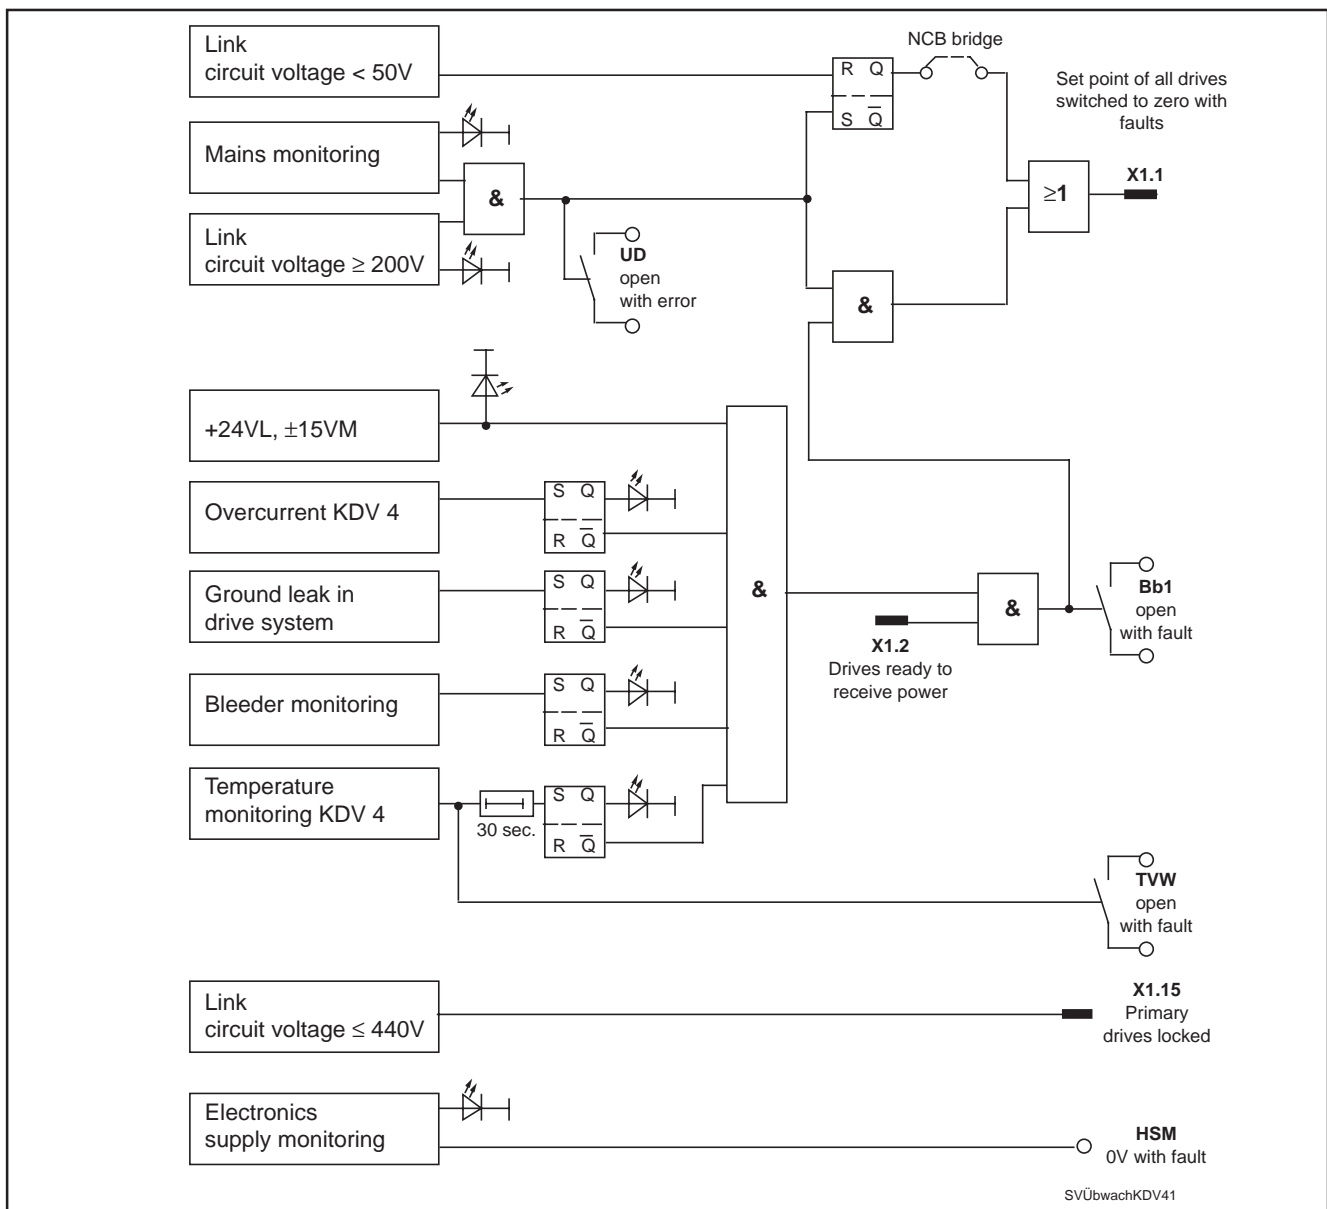 Link
circuit voltage < 50V
R Q
S Q̅
NCB bridge
Set point of all drives
switched to zero with
faults
Mains monitoring
&
≥1
X1.1
Link
circuit voltage ≥ 200V
UD
open
with error
&
+24VL, ±15VM
Overcurrent KDV 4
S Q
R Q̅
Ground leak in
drive system
S Q
R Q̅
&
&
Bb1
open
with fault
X1.2
Drives ready to
receive power
Bleeder monitoring
S Q
R Q̅
Temperature
monitoring KDV 4
30 sec.
S Q
R Q̅
TVW
open
with fault
Link
circuit voltage ≤ 440V
X1.15
Primary
drives locked
Electronics
supply monitoring
HSM
0V with fault
SVÜbwachKDV41